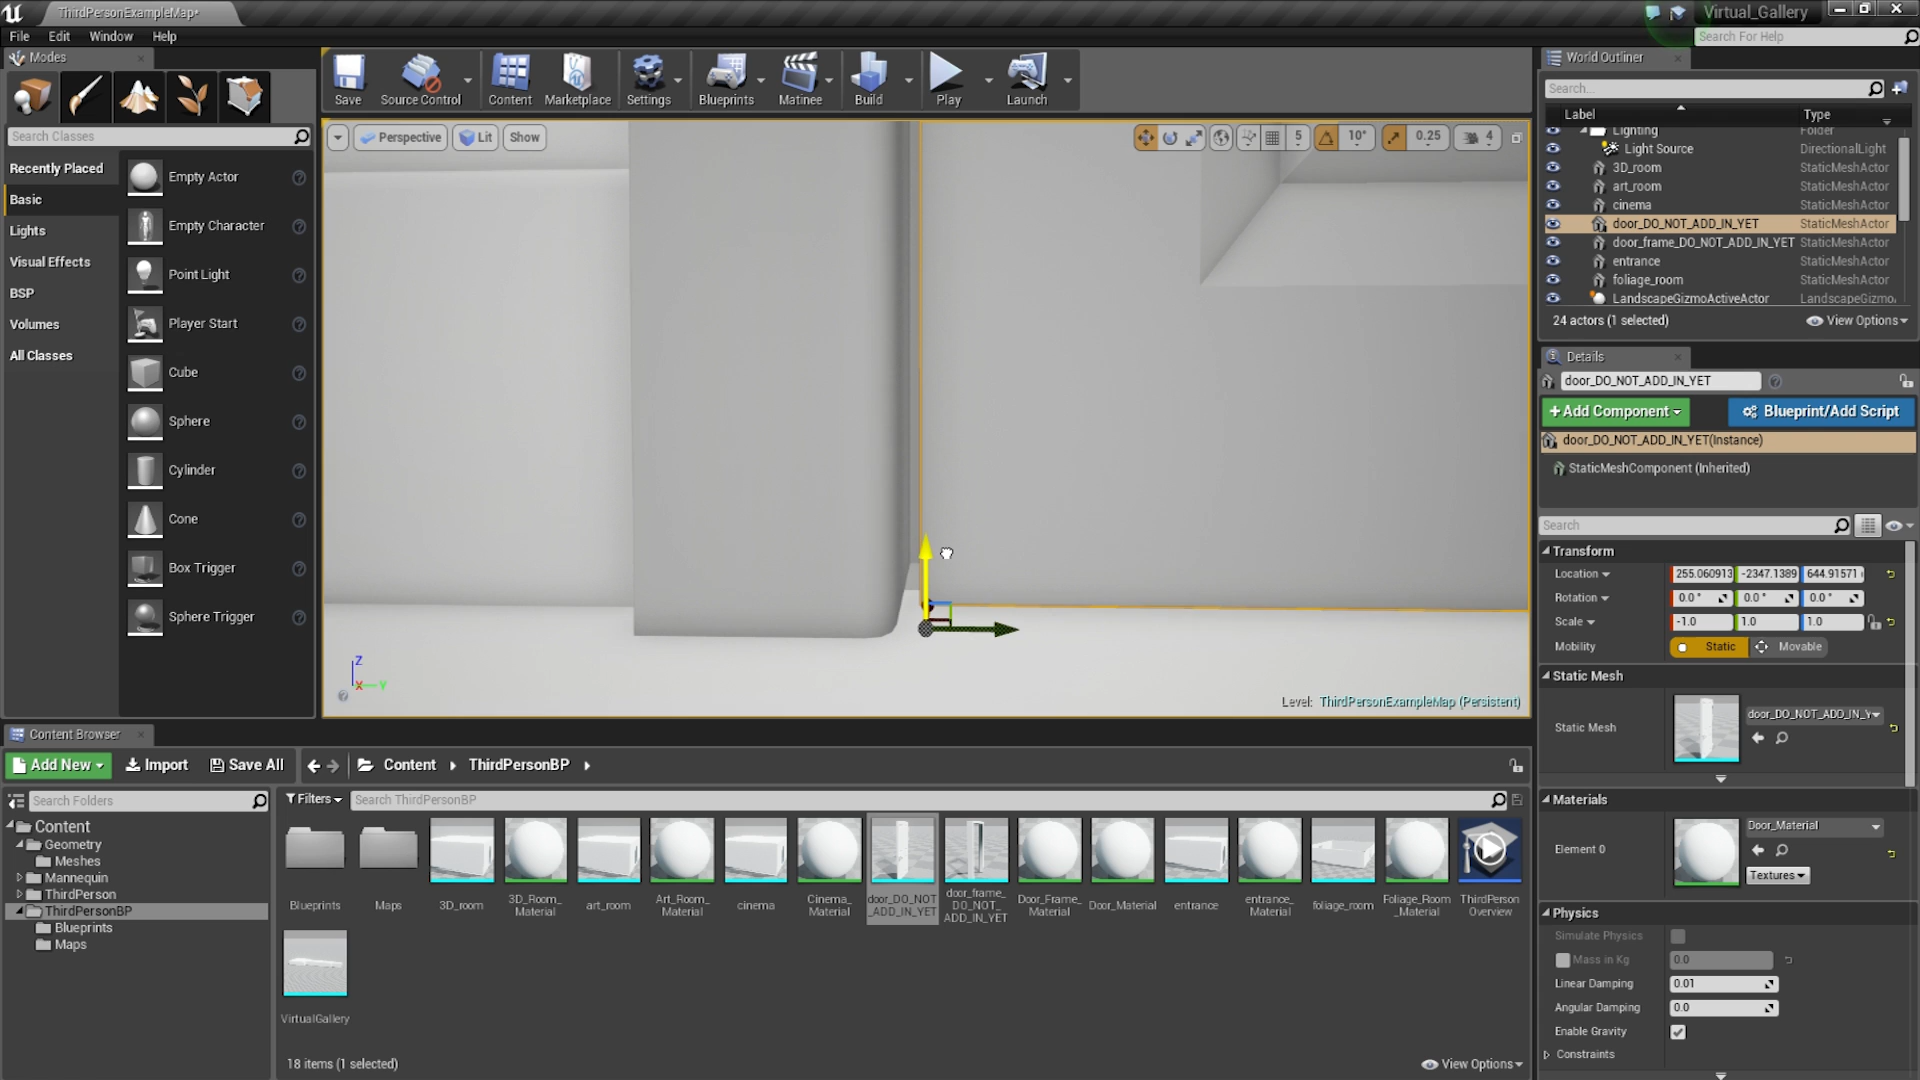 ThirdPersonExampleMap*
Virtual_Gallery
File Edit Window Help
Search For Help
Modes
Search Classes
Recently Placed
Basic
Lights
Visual Effects
BSP
Volumes
All Classes
Empty Actor
Empty Character
Point Light
Player Start
Cube
Sphere
Cylinder
Cone
Box Trigger
Sphere Trigger
Save
Source Control
Content
Marketplace
Settings
Blueprints
Matinee
Build
Play
Launch
Perspective Lit Show
5 10° 0.25 4
Z
X Y
Level: ThirdPersonExampleMap (Persistent)
World Outliner
Search...
Label Type
Lighting Folder
Light Source DirectionalLight
3D_room StaticMeshActor
art_room StaticMeshActor
cinema StaticMeshActor
door_DO_NOT_ADD_IN_YET StaticMeshActor
door_frame_DO_NOT_ADD_IN_YET StaticMeshActor
entrance StaticMeshActor
foliage_room StaticMeshActor
LandscapeGizmoActiveActor LandscapeGizmo
24 actors (1 selected)
View Options
Details
door_DO_NOT_ADD_IN_YET
+Add Component
Blueprint/Add Script
door_DO_NOT_ADD_IN_YET(Instance)
StaticMeshComponent (Inherited)
Search
Transform
Location 255.060913 -2347.1389 644.91571
Rotation 0.0° 0.0° 0.0°
Scale -1.0 1.0 1.0
Mobility Static Movable
Static Mesh
Static Mesh door_DO_NOT_ADD_IN_Y
Materials
Element 0 Door_Material
Textures
Physics
Simulate Physics
Mass in Kg 0.0
Linear Damping 0.01
Angular Damping 0.0
Enable Gravity
Constraints
Content Browser
Add New Import Save All Content ThirdPersonBP
Search Folders
Filters
Search ThirdPersonBP
Content
Geometry
Meshes
Mannequin
ThirdPerson
ThirdPersonBP
Blueprints
Maps
Blueprints
Maps
3D_room
3D_Room_
Material
art_room
Art_Room_
Material
cinema
Cinema_
Material
door_DO_NOT
_ADD_IN_YET
door_frame_
DO_NOT_
ADD_IN_YET
Door_Frame_
Material
Door_Material
entrance
entrance_
Material
foliage_room
Foliage_Room
_Material
ThirdPerson
Overview
VirtualGallery
18 items (1 selected)
View Options